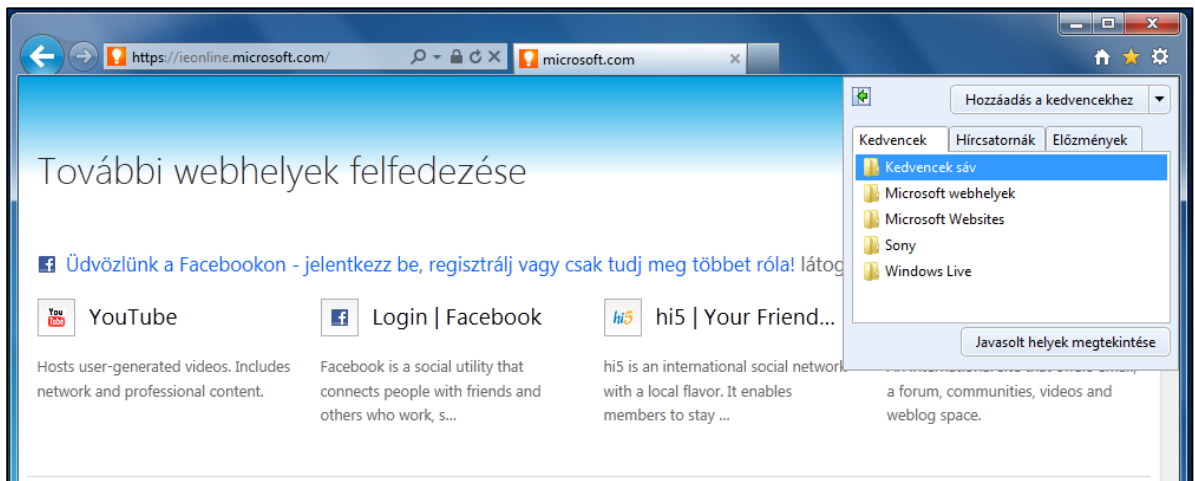 https://ieonline.microsoft.com/
microsoft.com
Hozzáadás a kedvencekhez
Kedvencek
Hírcsatornák
Előzmények
Kedvencek sáv
Microsoft webhelyek
Microsoft Websites
Sony
Windows Live
Javasolt helyek megtekintése
További webhelyek felfedezése
Üdvözlünk a Facebookon - jelentkezz be, regisztrálj vagy csak tudj meg többet róla! látog
You Tube
YouTube
Hosts user-generated videos. Includes
network and professional content.
Login | Facebook
Facebook is a social utility that
connects people with friends and
others who work, s...
hi5
hi5 | Your Friend...
hi5 is an international social network
with a local flavor. It enables
members to stay ...
a forum, communities, videos and
weblog space.